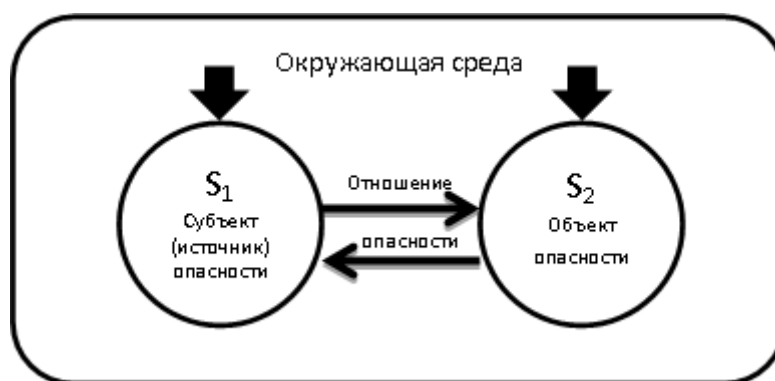 Окружающая среда
S₁
Субъект
(источник)
опасности
Отношение
опасности
S₂
Объект
опасности